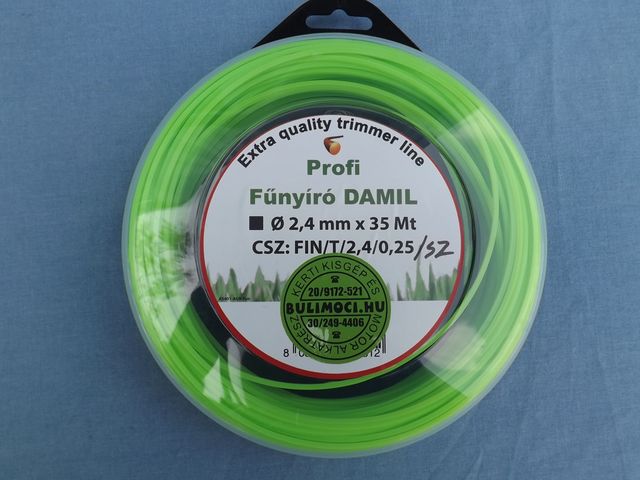 Extra quality trimmer line
Profi
Fűnyíró DAMIL
■ Ø 2,4 mm x 35 Mt
CSZ: FIN/T/2,4/0,25/SZ
KERTI KISGÉP ÉS
20/9172-521
BULIMOCI.HU
30/249-4406
MOTOR ALKATRÉSZ